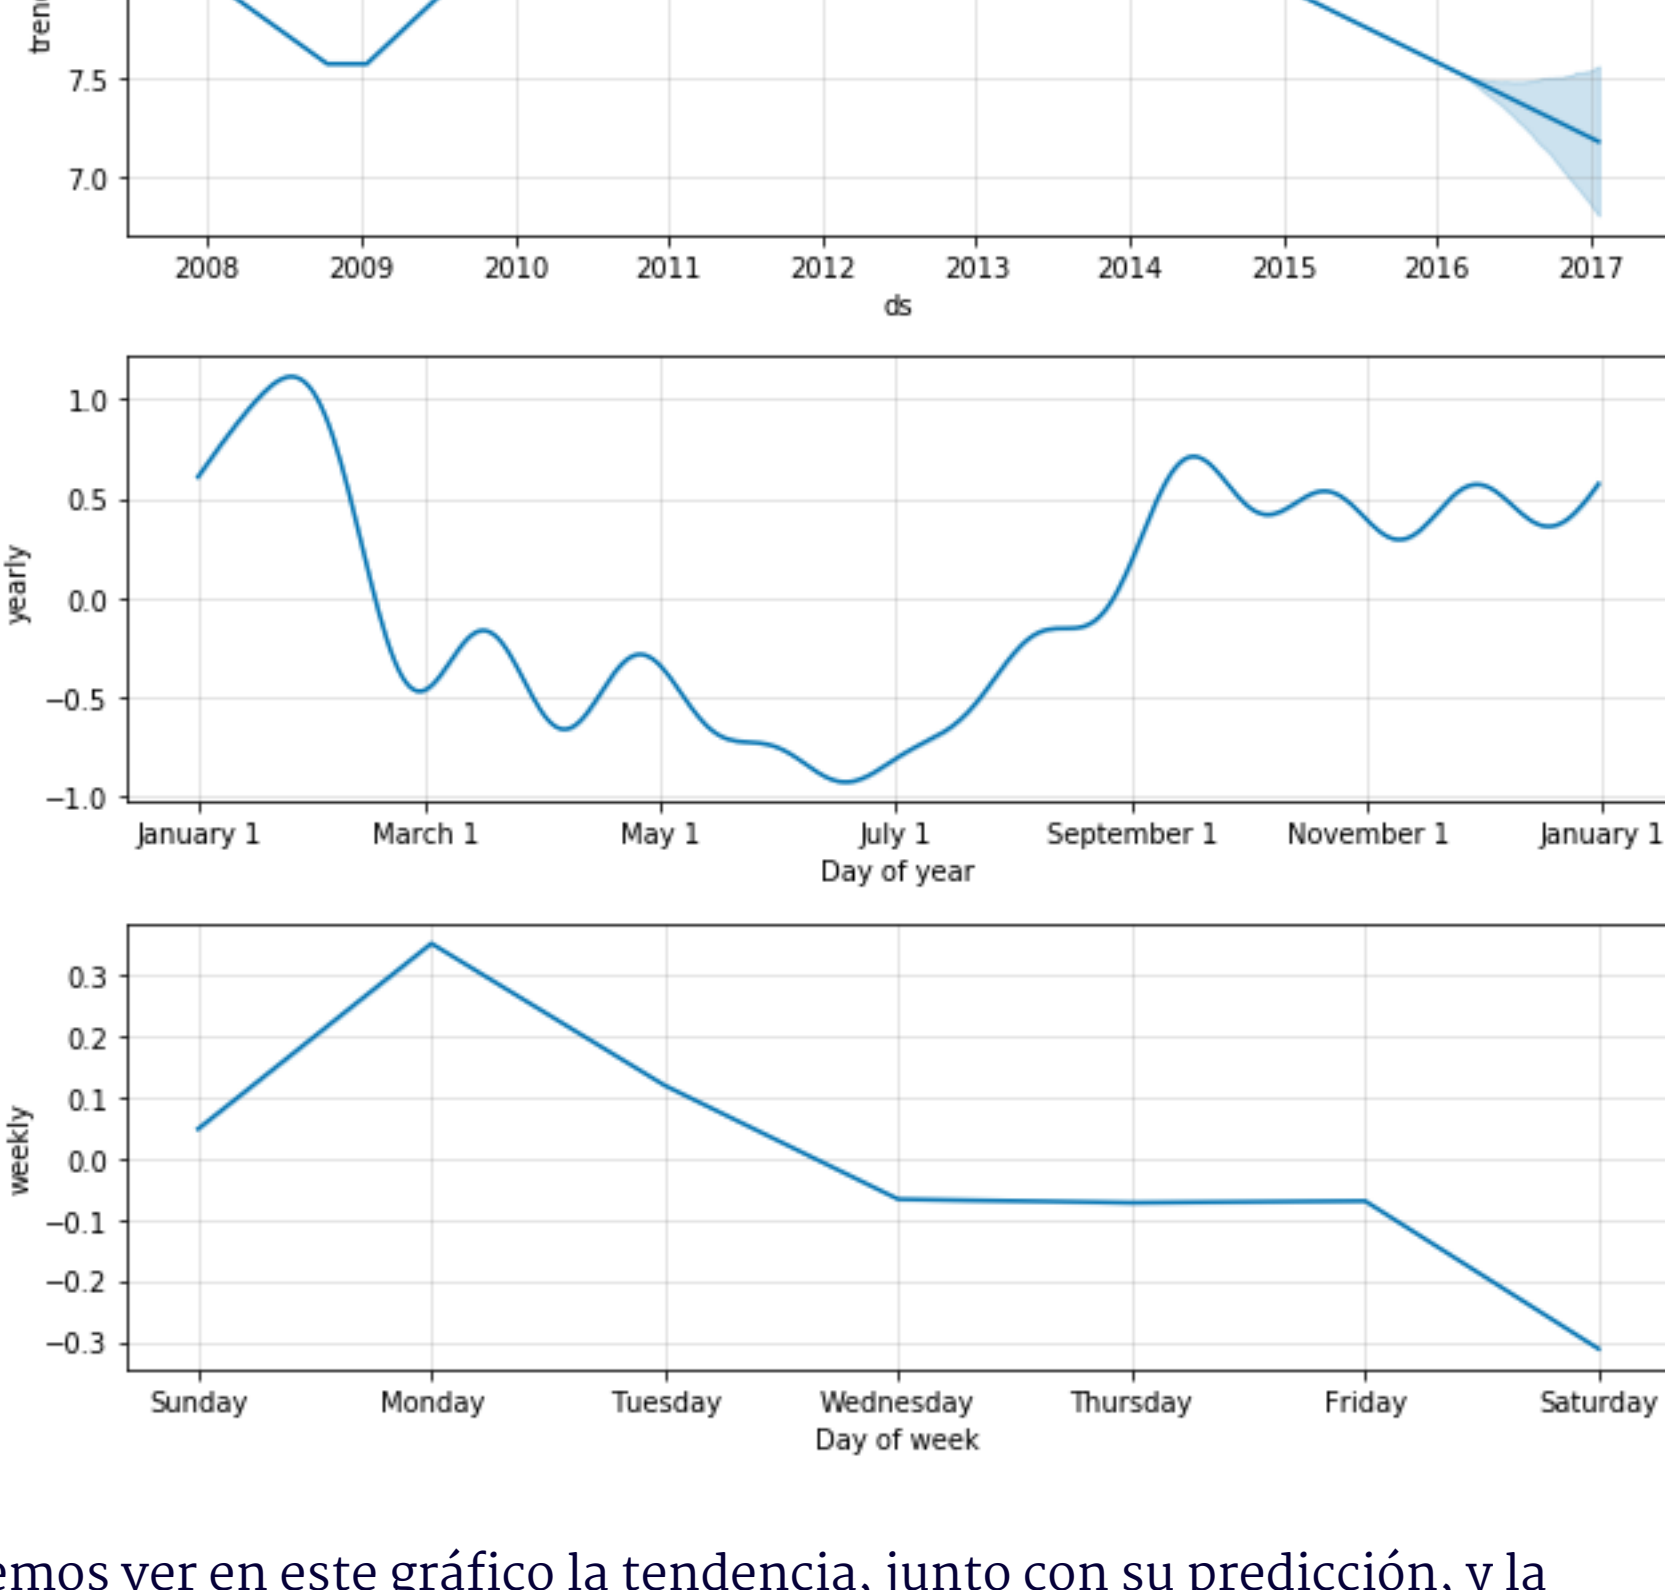 7.5
7.0
2008 2009 2010 2011 2012 2013 2014 2015 2016 2017
ds
yearly
1.0
0.5
0.0
−0.5
−1.0
January 1 March 1 May 1 July 1 September 1 November 1 January 1
Day of year
weekly
0.3
0.2
0.1
0.0
−0.1
−0.2
−0.3
Sunday Monday Tuesday Wednesday Thursday Friday Saturday
Day of week
ver en este gráfico la tendencia, junto con su predicción, y la